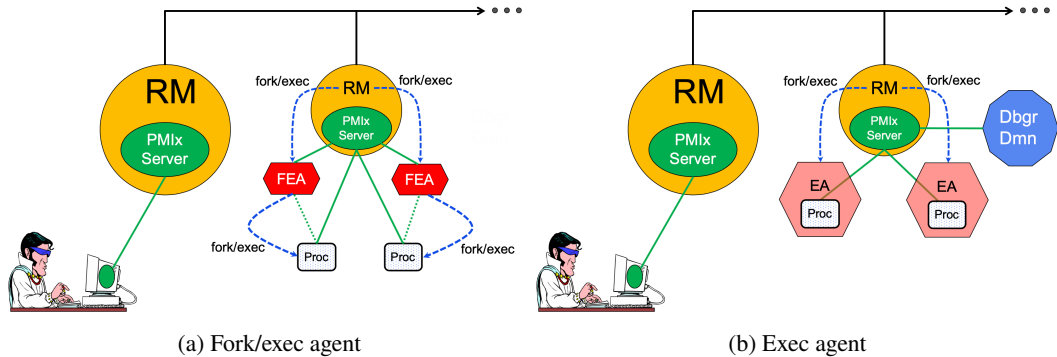 RM
PMIx
Server
fork/exec
fork/exec
RM
PMIx
Server
FEA
FEA
fork/exec
Proc
Proc
fork/exec
(a) Fork/exec agent
RM
PMIx
Server
fork/exec
fork/exec
RM
PMIx
Server
Dbgr
Dmn
EA
Proc
EA
Proc
(b) Exec agent